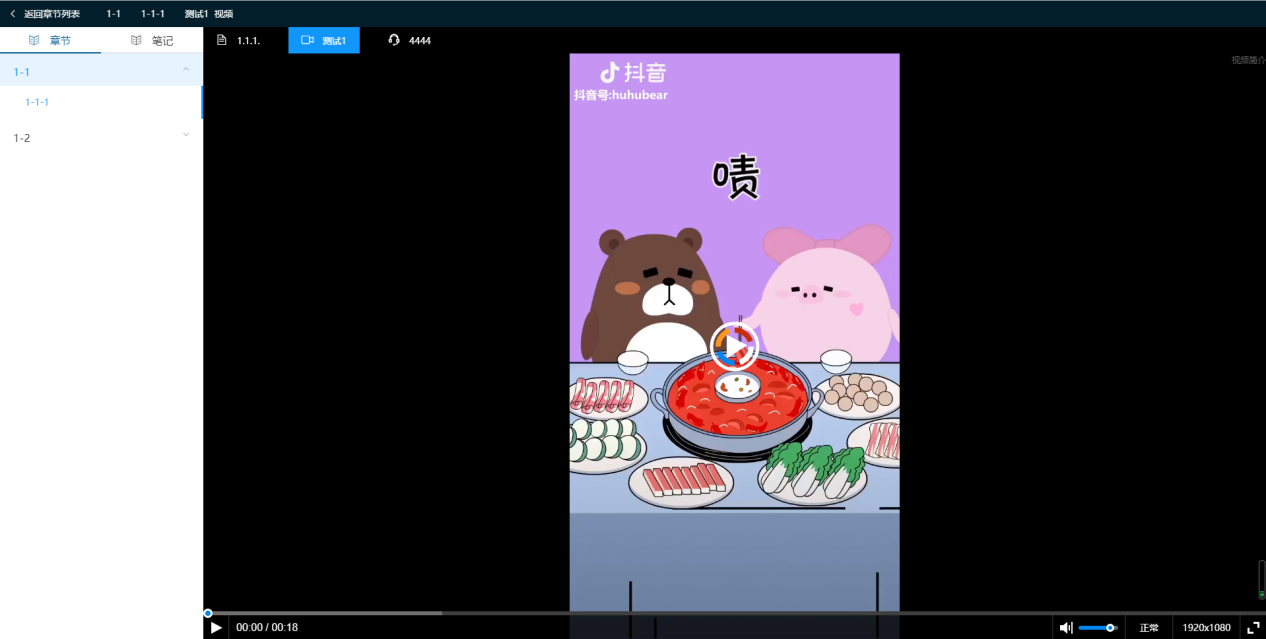 返回章节列表 1-1 1-1-1 测试1 视频
章节 笔记 1.1.1. 测试1 4444
视频简介
1-1
1-1-1
1-2
抖音
抖音号:huhubear
啧
00:00 / 00:18 正常 1920x1080